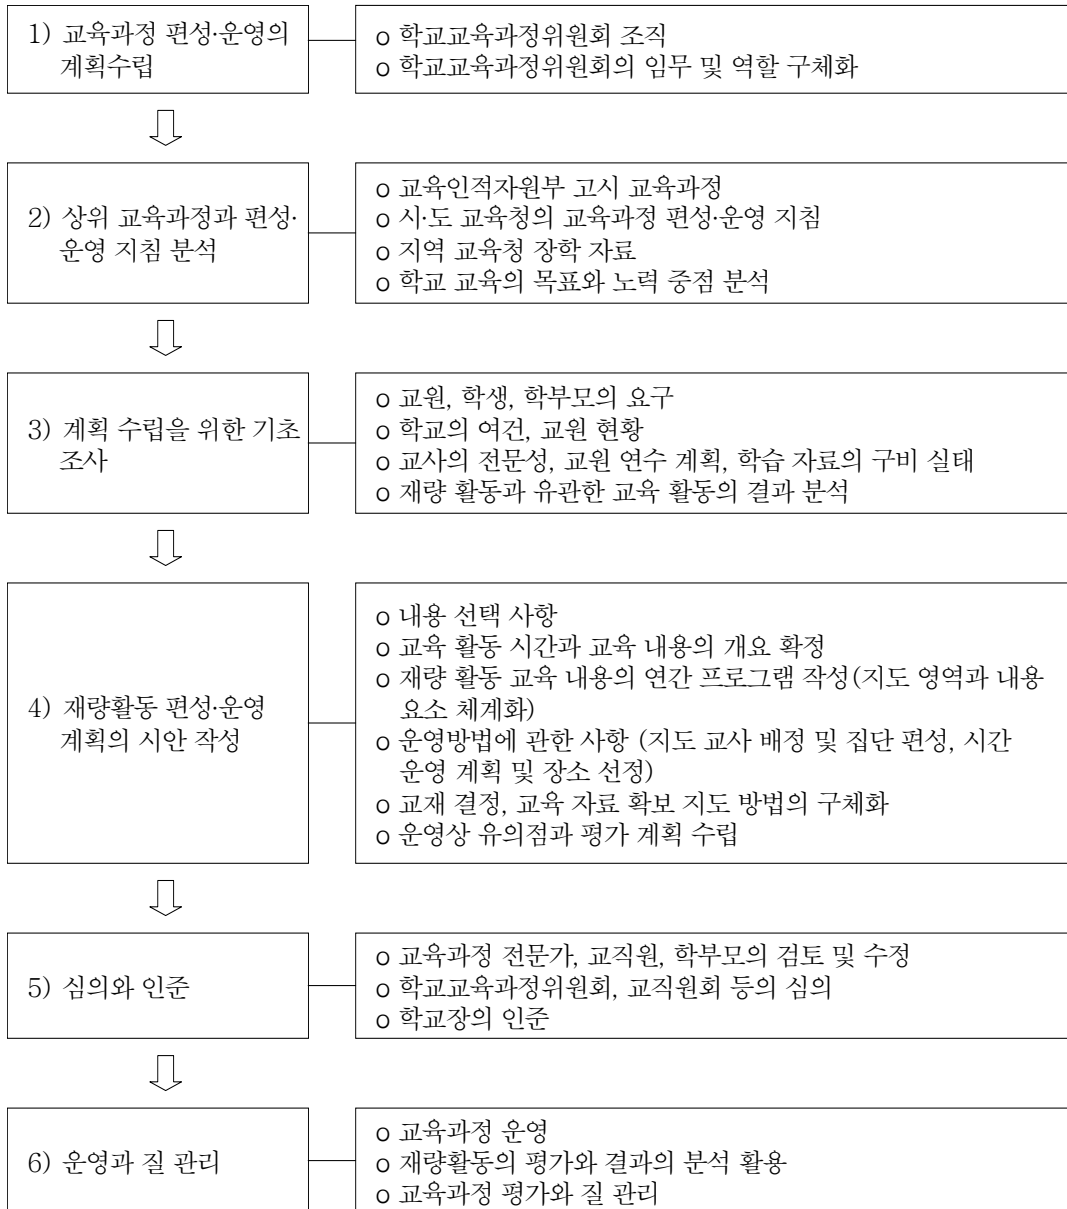 1) 교육과정 편성·운영의
계획수립
o 학교교육과정위원회 조직
o 학교교육과정위원회의 임무 및 역할 구체화
2) 상위 교육과정과 편성·
운영 지침 분석
o 교육인적자원부 고시 교육과정
o 시·도 교육청의 교육과정 편성·운영 지침
o 지역 교육청 장학 자료
o 학교 교육의 목표와 노력 중점 분석
3) 계획 수립을 위한 기초
조사
o 교원, 학생, 학부모의 요구
o 학교의 여건, 교원 현황
o 교사의 전문성, 교원 연수 계획, 학습 자료의 구비 실태
o 재량 활동과 유관한 교육 활동의 결과 분석
4) 재량활동 편성·운영
계획의 시안 작성
o 내용 선택 사항
o 교육 활동 시간과 교육 내용의 개요 확정
o 재량 활동 교육 내용의 연간 프로그램 작성(지도 영역과 내용
요소 체계화)
o 운영방법에 관한 사항 (지도 교사 배정 및 집단 편성, 시간
운영 계획 및 장소 선정)
o 교재 결정, 교육 자료 확보 지도 방법의 구체화
o 운영상 유의점과 평가 계획 수립
5) 심의와 인준
o 교육과정 전문가, 교직원, 학부모의 검토 및 수정
o 학교교육과정위원회, 교직원회 등의 심의
o 학교장의 인준
6) 운영과 질 관리
o 교육과정 운영
o 재량활동의 평가와 결과의 분석 활용
o 교육과정 평가와 질 관리